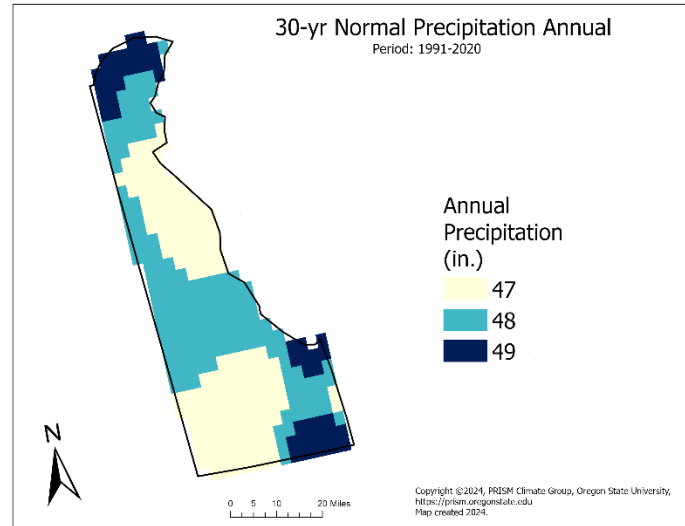 30-yr Normal Precipitation Annual
Period: 1991-2020
Annual
Precipitation
(in.)
47
48
49
N
0 5 10 20 Miles
Copyright ©2024, PRISM Climate Group, Oregon State University,
https://prism.oregonstate.edu
Map created 2024.